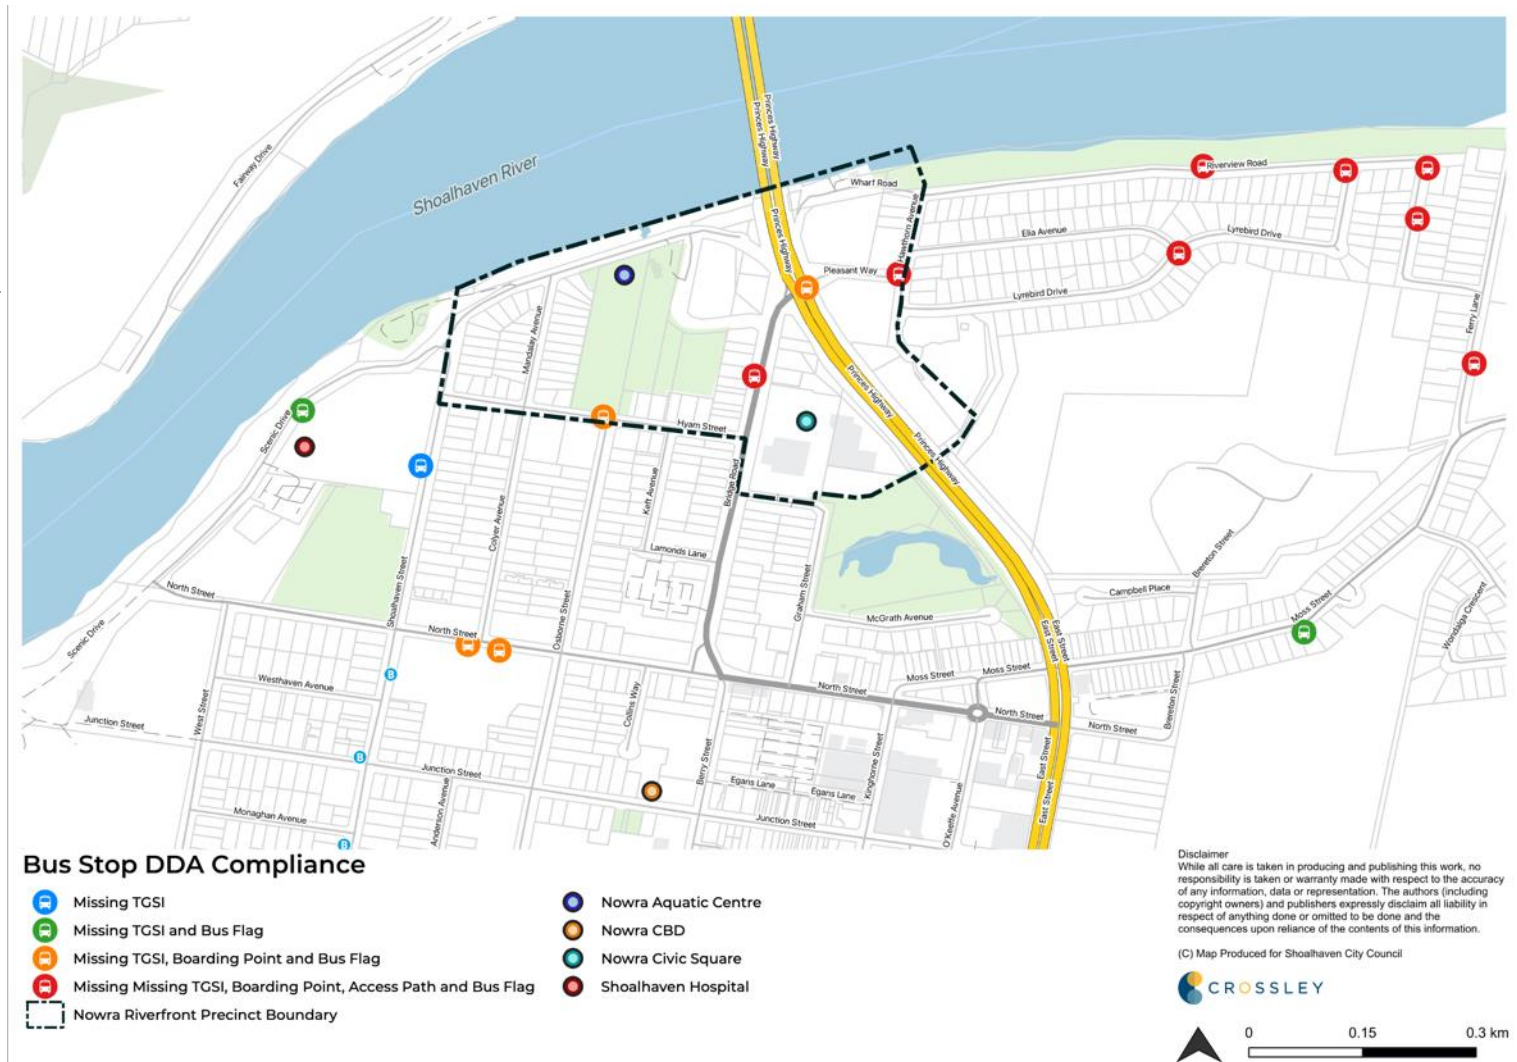 Fairway Drive
Shoalhaven River
Princes Highway
Princes Highway
Princes Highway
Princes Highway
Wharf Road
Riverview Road
Hawthorn Avenue
Elia Avenue
Lyrebird Drive
Pleasant Way
Lyrebird Drive
Ferry Lane
Mandalay Avenue
Princes Highway
Scenic Drive
Hyam Street
Princes Highway
Keft Avenue
Bridge Road
Colyer Avenue
Lamonds Lane
Brereton Street
Shoalhaven Street
Osborne Street
Graham Street
Campbell Place
Moss Street
Wondalga Crescent
North Street
McGrath Avenue
East Street
East Street
Scenic Drive
North Street
Moss Street
Moss Street
B
Westhaven Avenue
West Street
Collins Way
North Street
North Street
North Street
Brereton Street
Junction Street
B
Junction Street
Berry Street
Egans Lane
Egans Lane
Kinghorne Street
East Street
East Street
Monaghan Avenue
Anderson Avenue
Junction Street
O'Keeffe Avenue
B
Bus Stop DDA Compliance
Missing TGSI
Missing TGSI and Bus Flag
Missing TGSI, Boarding Point and Bus Flag
Missing Missing TGSI, Boarding Point, Access Path and Bus Flag
Nowra Riverfront Precinct Boundary
Nowra Aquatic Centre
Nowra CBD
Nowra Civic Square
Shoalhaven Hospital
Disclaimer
While all care is taken in producing and publishing this work, no
responsibility is taken or warranty made with respect to the accuracy
of any information, data or representation. The authors (including
copyright owners) and publishers expressly disclaim all liability in
respect of anything done or omitted to be done and the
consequences upon reliance of the contents of this information.
(C) Map Produced for Shoalhaven City Council
CROSSLEY
0 0.15 0.3 km